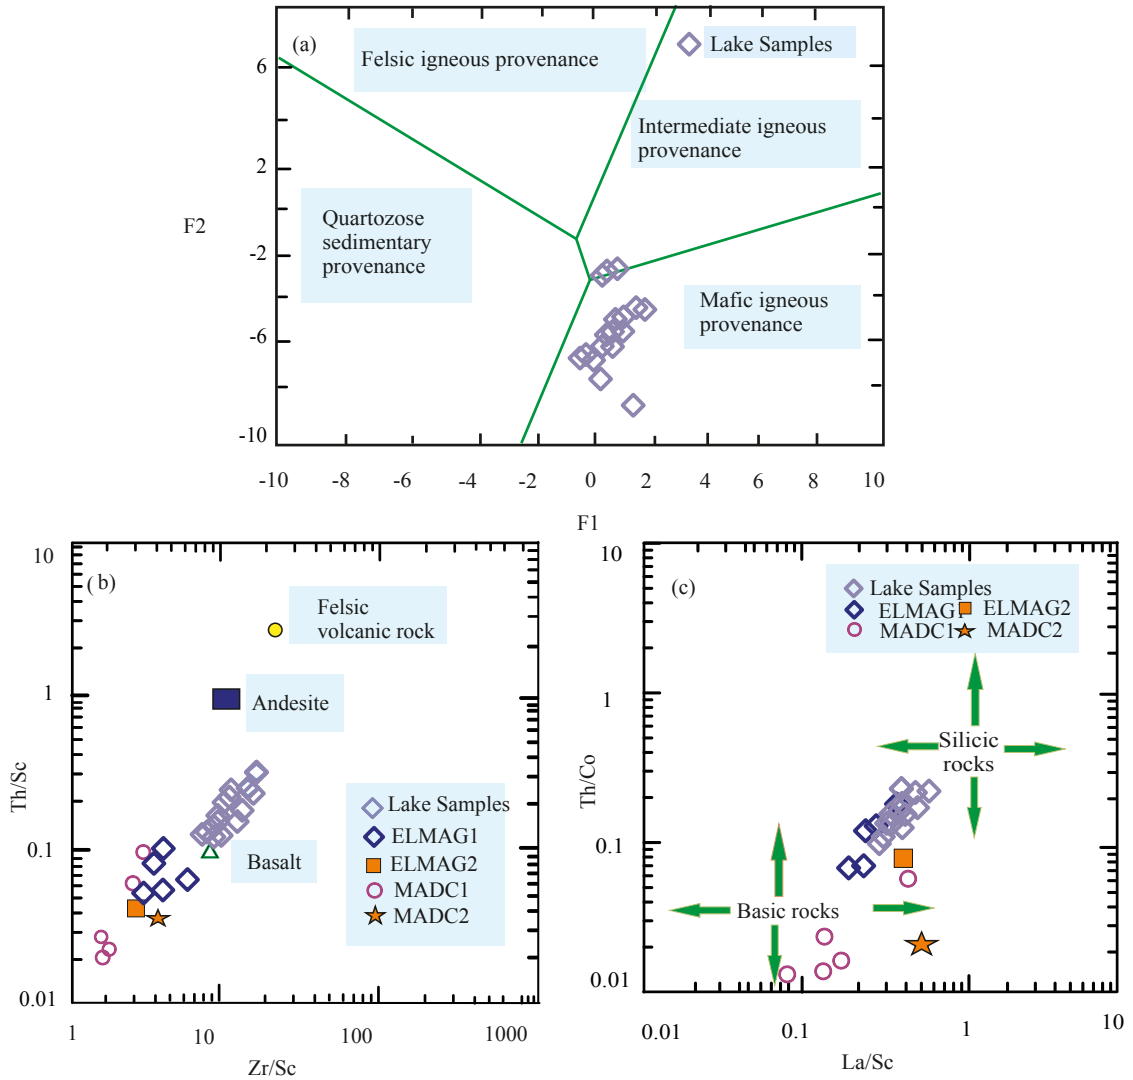 (a)
Lake Samples
Felsic igneous provenance
Intermediate igneous
provenance
Quartozose
sedimentary
provenance
Mafic igneous
provenance
F2
6
2
-2
-6
-10
-10 -8 -6 -4 -2 0 2 4 6 8 10
F1
(b)
Felsic
volcanic rock
Andesite
Basalt
Lake Samples
ELMAG1
ELMAG2
MADC1
MADC2
Th/Sc
10
1
0.1
0.01
1 10 100 1000
Zr/Sc
(c)
Lake Samples
ELMAG1 ELMAG2
MADC1 MADC2
Silicic
rocks
Basic rocks
Th/Co
10
1
0.1
0.01
0.01 0.1 1 10
La/Sc